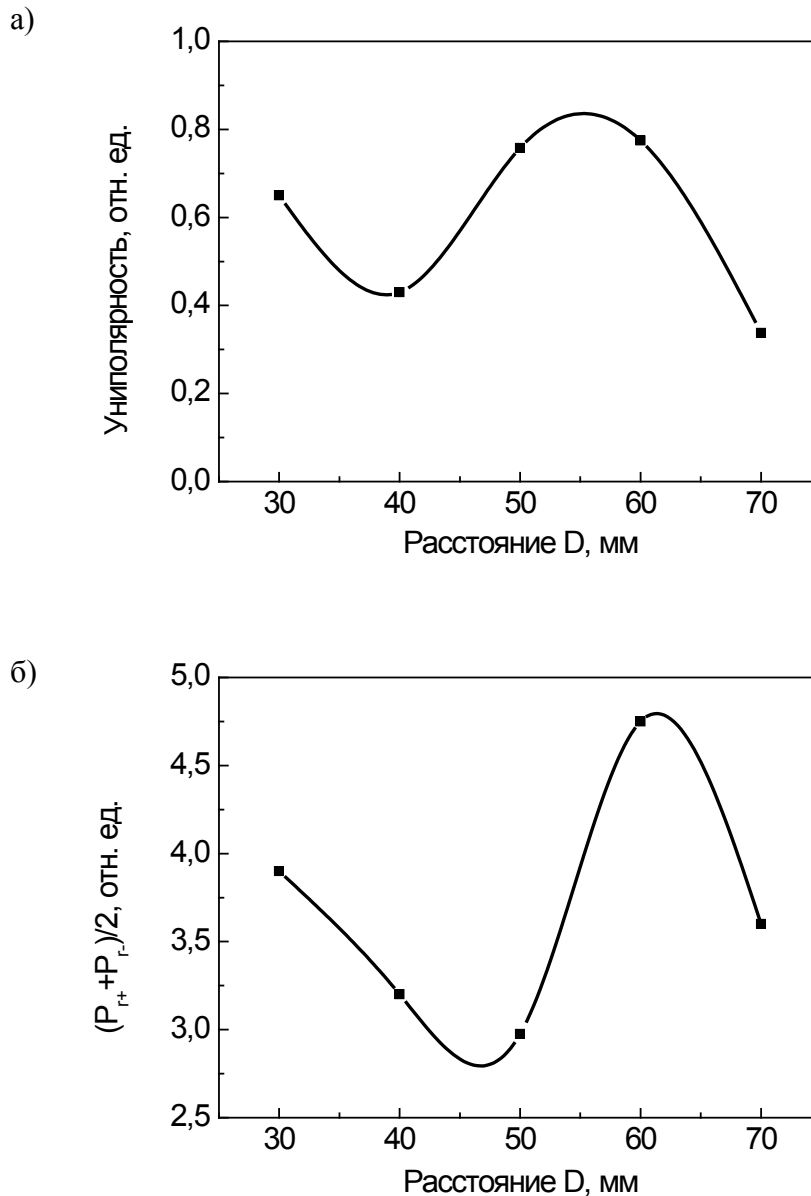 а)
1,0
0,8
0,6
0,4
0,2
0,0
Униполярность, отн. ед.
30 40 50 60 70
Расстояние D, мм
б)
5,0
4,5
4,0
3,5
3,0
2,5
(Pr++Pr-)/2, отн. ед.
30 40 50 60 70
Расстояние D, мм